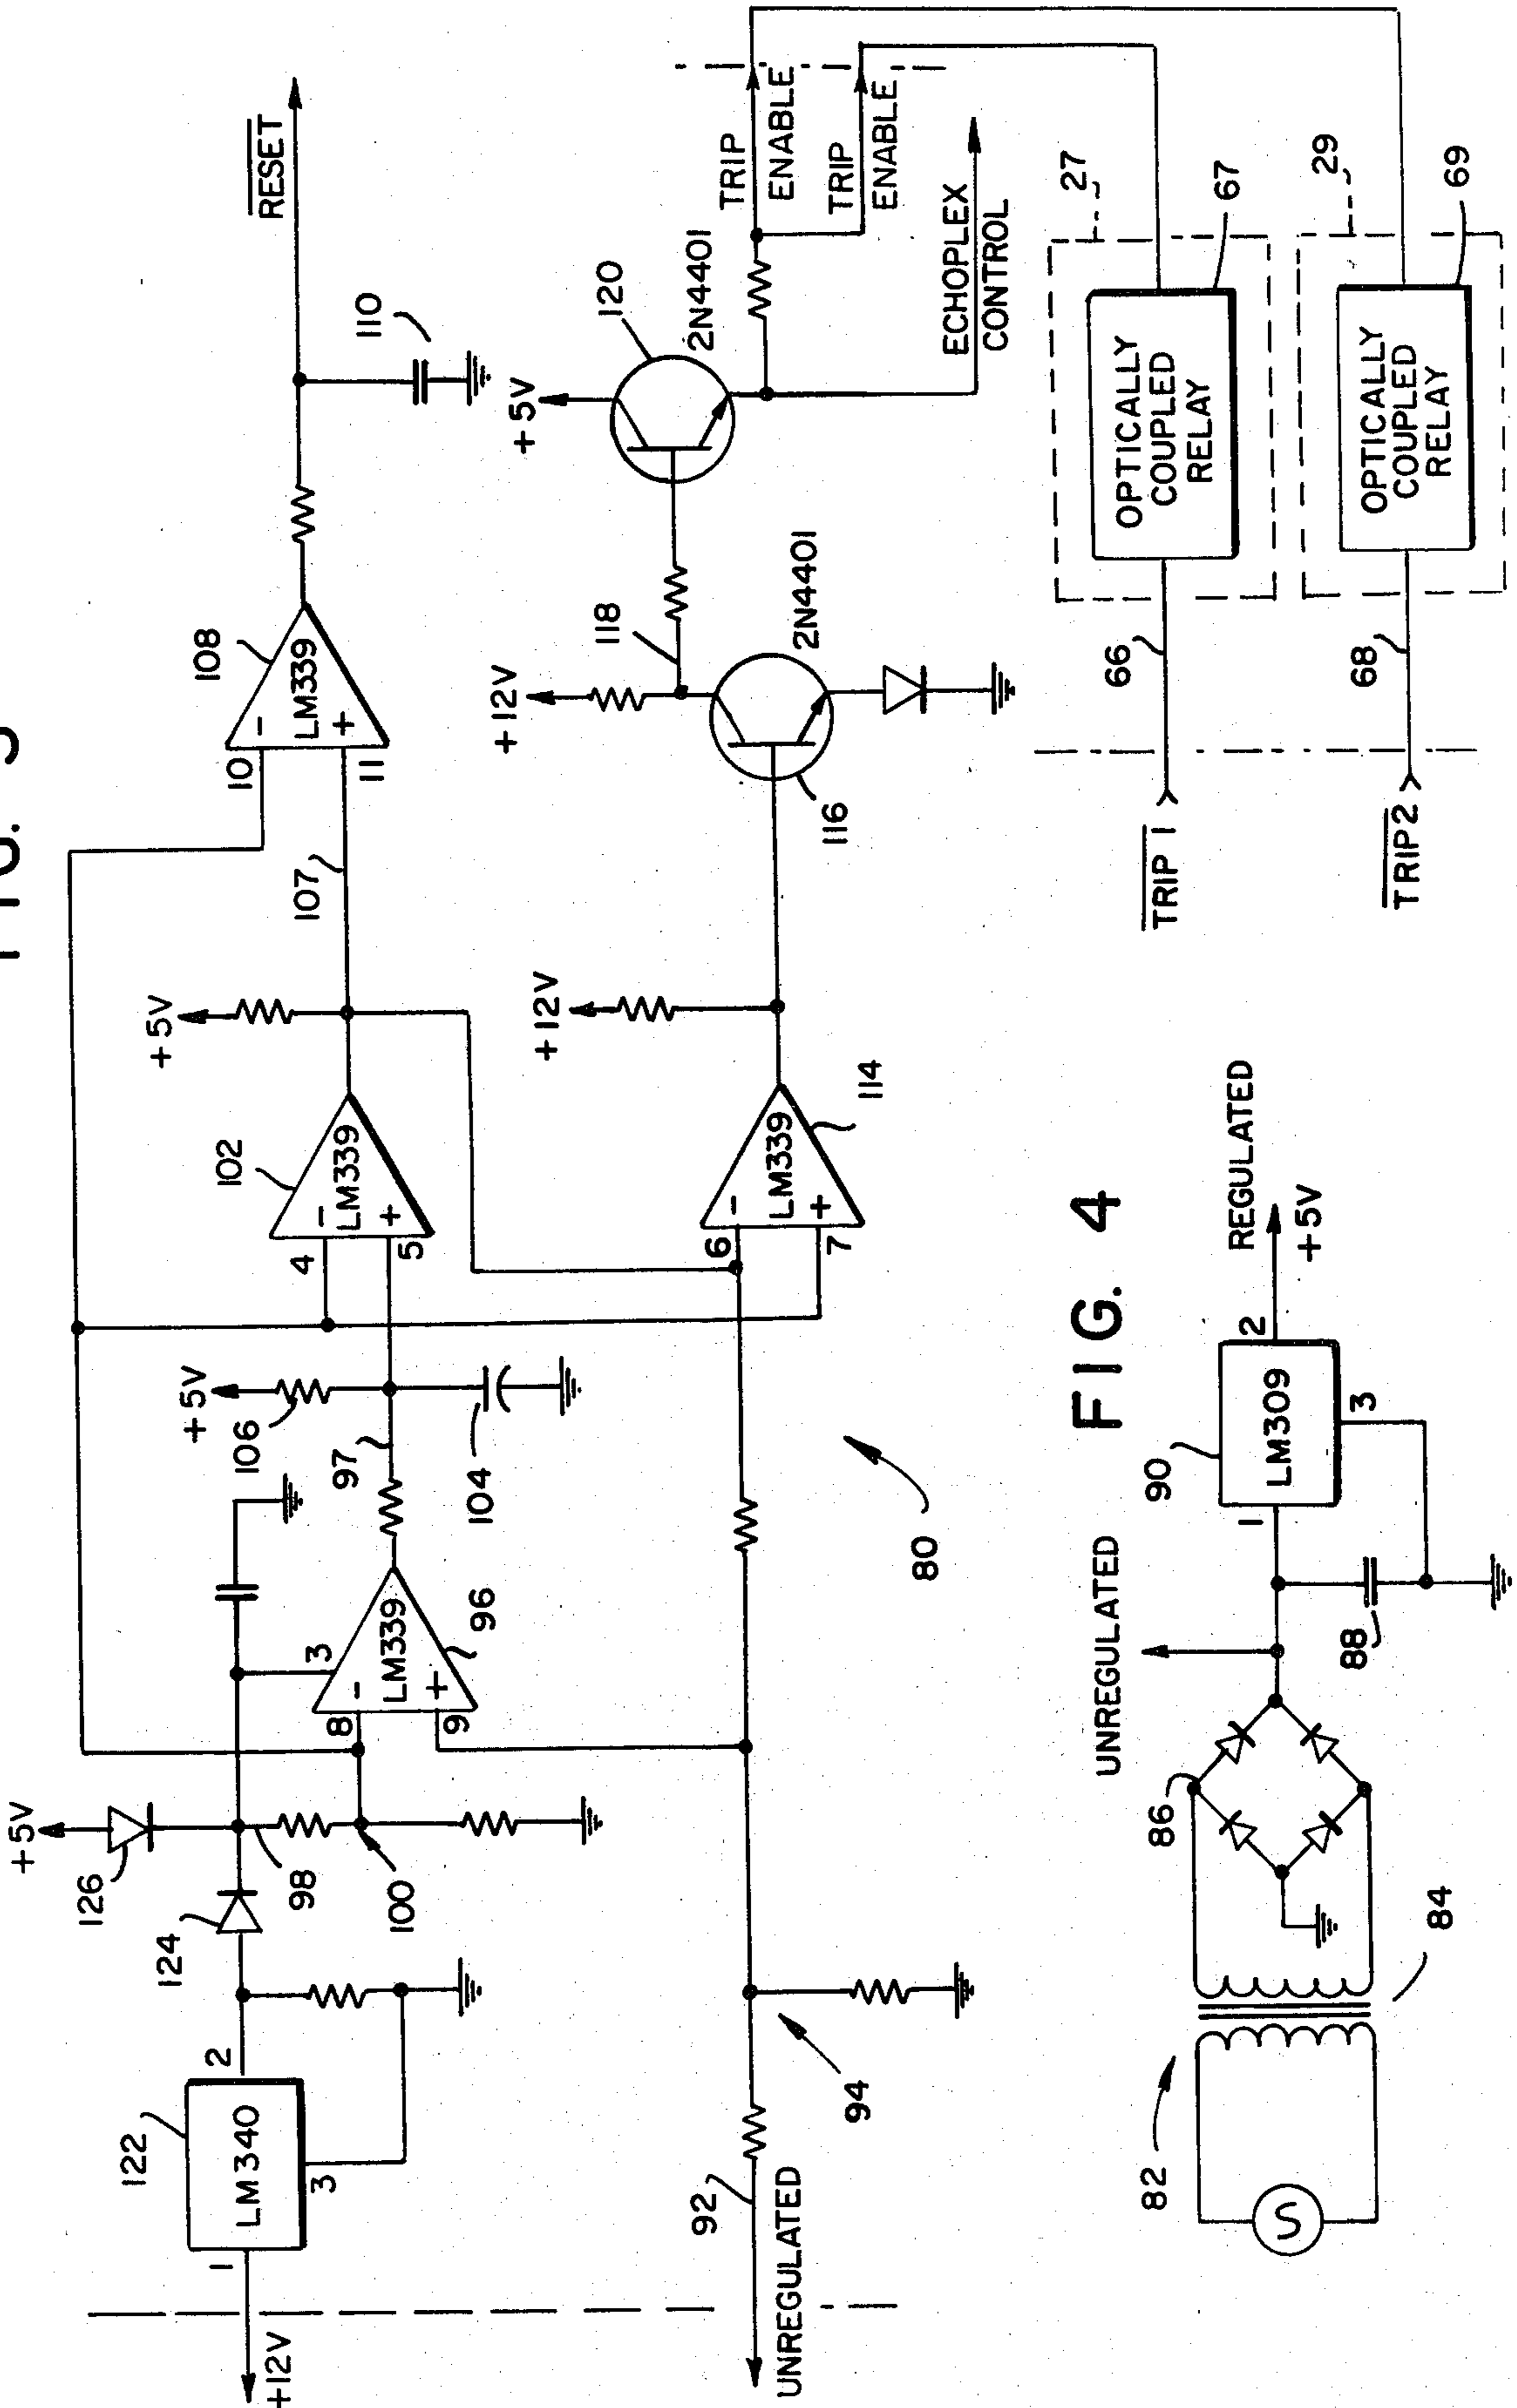 +12V
1
LM340
122
2
3
124
+5V
126
98
100
8
-
3
LM339
+
9
96
97
+5V
106
104
4
-
LM339
+
5
102
+5V
107
10
-
LM339
+
11
108
110
RESET
UNREGULATED
92
94
80
6
-
LM339
+
7
114
+12V
116
2N4401
+12V
118
120
2N4401
+5V
TRIP
ENABLE
TRIP
ENABLE
ECHOPLEX
CONTROL
TRIP 1
66
OPTICALLY
COUPLED
RELAY
27
67
TRIP2
68
OPTICALLY
COUPLED
RELAY
29
69
FIG. 4
82
S
84
86
UNREGULATED
88
90
1
LM309
2
3
REGULATED
+5V